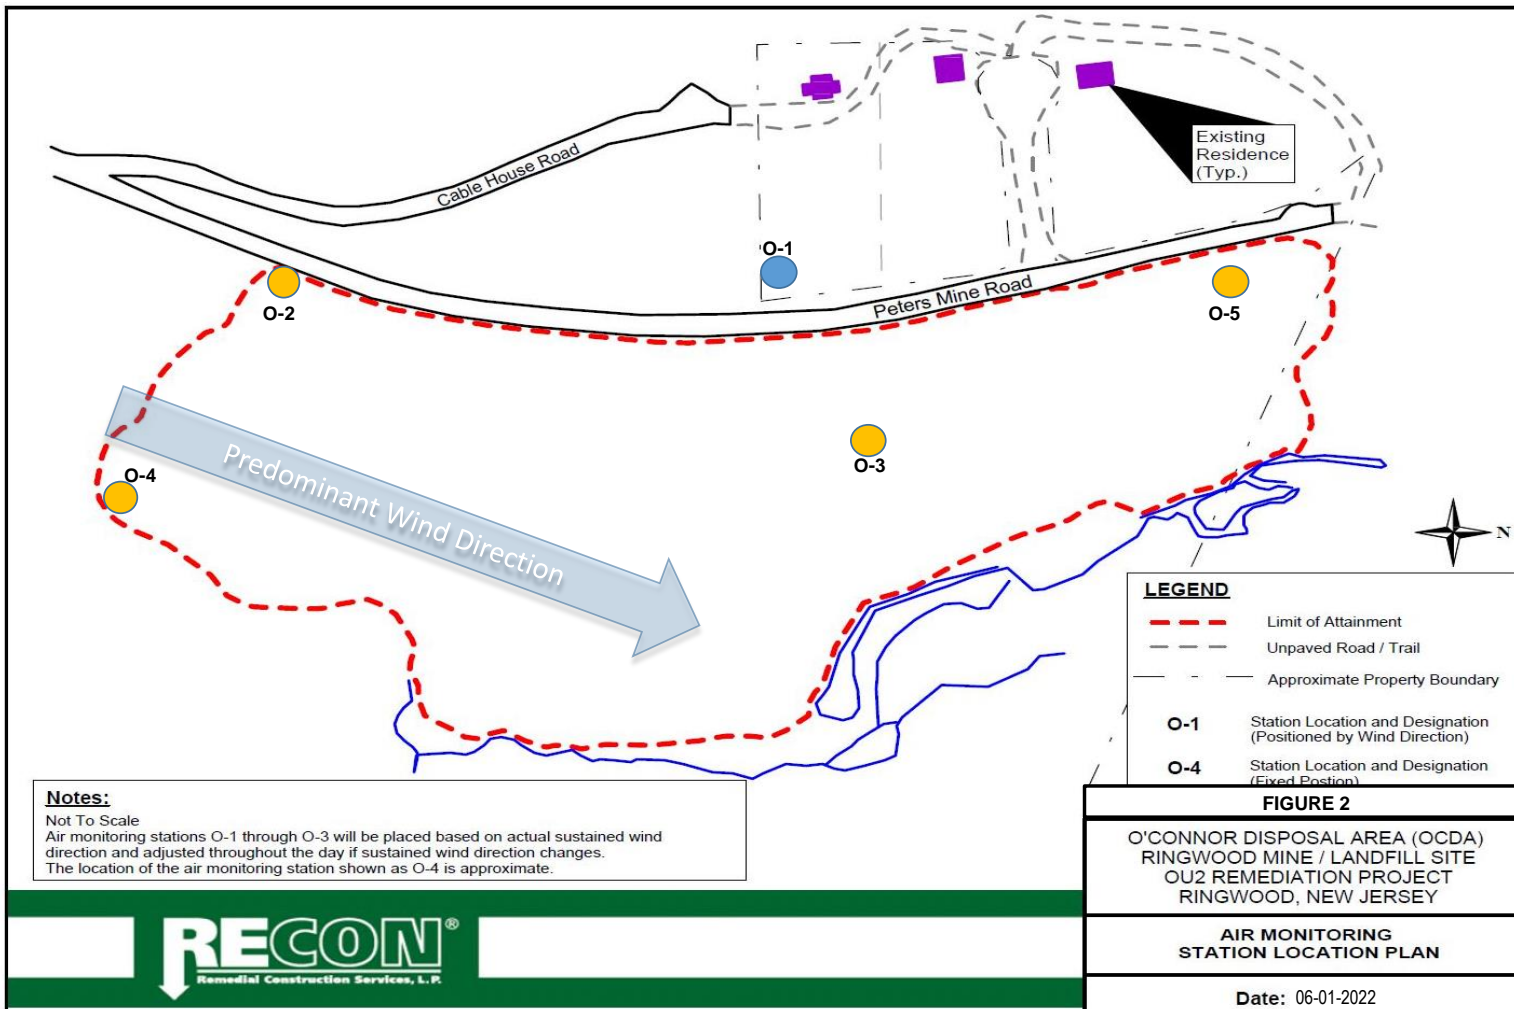 Existing
Residence
(Typ.)
Cable House Road
O-1
Peters Mine Road
O-2
O-5
O-3
O-4
Predominant Wind Direction
N
LEGEND
Limit of Attainment
Unpaved Road / Trail
Approximate Property Boundary
O-1 Station Location and Designation
(Positioned by Wind Direction)
O-4 Station Location and Designation
(Fixed Postion)
Notes:
Not To Scale
Air monitoring stations O-1 through O-3 will be placed based on actual sustained wind
direction and adjusted throughout the day if sustained wind direction changes.
The location of the air monitoring station shown as O-4 is approximate.
FIGURE 2
O'CONNOR DISPOSAL AREA (OCDA)
RINGWOOD MINE / LANDFILL SITE
OU2 REMEDIATION PROJECT
RINGWOOD, NEW JERSEY
AIR MONITORING
STATION LOCATION PLAN
Date: 06-01-2022
RECON®
Remedial Construction Services, L.P.